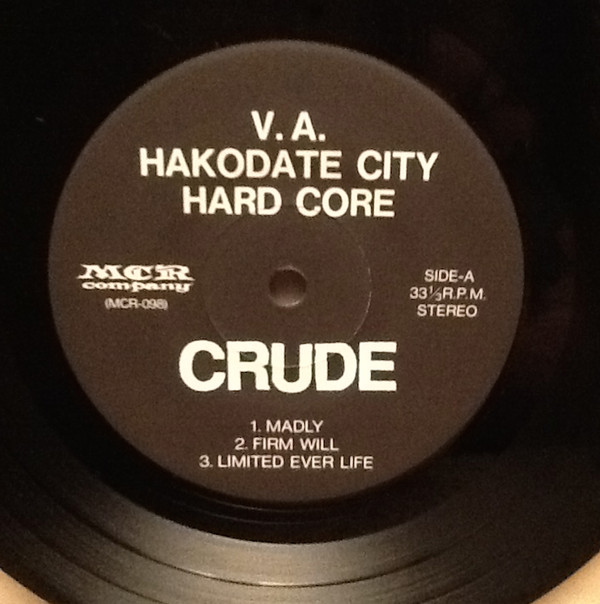 V. A.
HAKODATE CITY
HARD CORE
MCR
company
(MCR-098)
SIDE-A
33⅓R.P.M.
STEREO
CRUDE
1. MADLY
2. FIRM WILL
3. LIMITED EVER LIFE